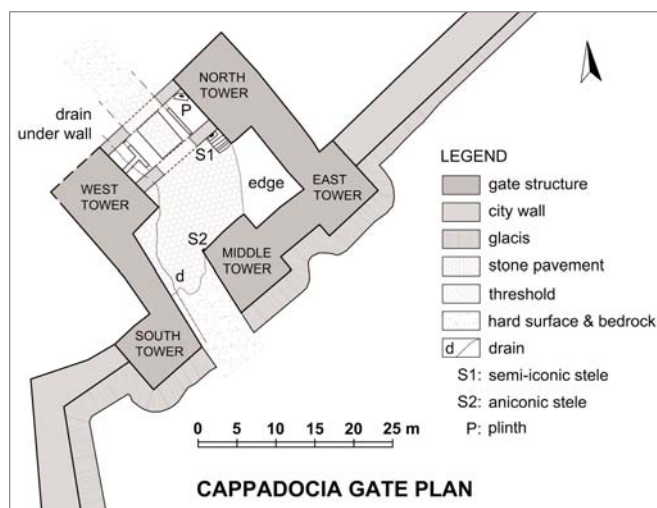 NORTH
TOWER
P
drain
under wall
S1
edge
EAST
TOWER
WEST
TOWER
S2
MIDDLE
TOWER
d
SOUTH
TOWER
LEGEND
gate structure
city wall
glacis
stone pavement
threshold
hard surface & bedrock
d drain
S1: semi-iconic stele
S2: aniconic stele
P: plinth
0 5 10 15 20 25 m
CAPPADOCIA GATE PLAN